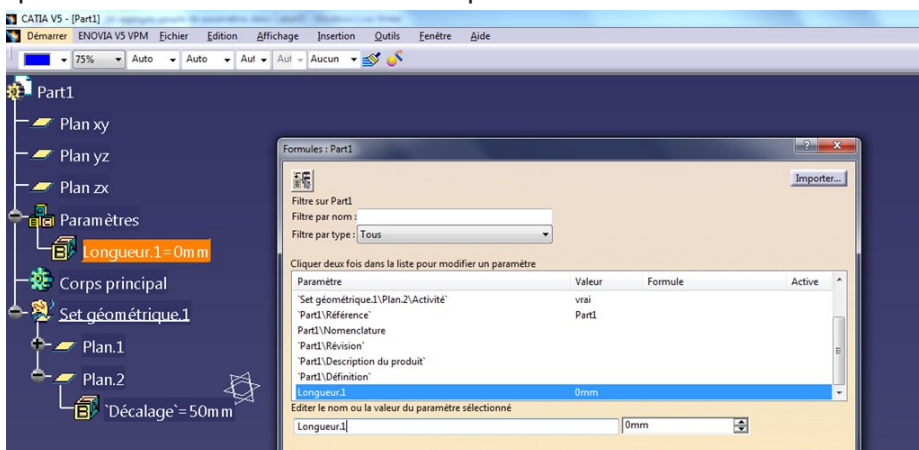 CATIA V5 - [Part1]
Démarrer ENOVIA V5 VPM Fichier Edition Affichage Insertion Outils Fenêtre Aide
75% Auto Auto Aut Aut Aucun
Part1
Plan xy
Plan yz
Plan zx
Paramètres
Longueur.1=0mm
Corps principal
Set géométrique.1
Plan.1
Plan.2
`Décalage`=50mm
Formules : Part1
Importer...
Filtre sur Part1
Filtre par nom :
Filtre par type : Tous
Cliquer deux fois dans la liste pour modifier un paramètre
Paramètre Valeur Formule Active
`Set géométrique.1\Plan.2\Activité` vrai
`Part1\Référence` Part1
Part1\Nomenclature
`Part1\Révision`
`Part1\Description du produit`
`Part1\Définition`
Longueur.1 0mm
Editer le nom ou la valeur du paramètre sélectionné
Longueur.1 0mm